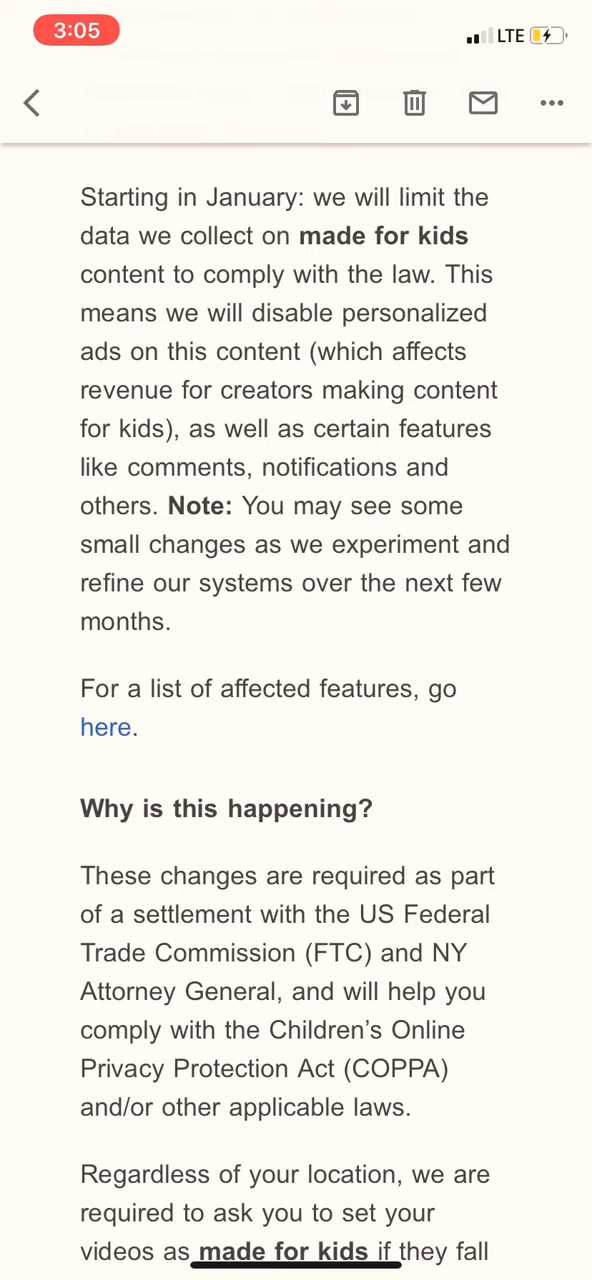 3:05
LTE
Starting in January: we will limit the
data we collect on made for kids
content to comply with the law. This
means we will disable personalized
ads on this content (which affects
revenue for creators making content
for kids), as well as certain features
like comments, notifications and
others. Note: You may see some
small changes as we experiment and
refine our systems over the next few
months.
For a list of affected features, go
here.
Why is this happening?
These changes are required as part
of a settlement with the US Federal
Trade Commission (FTC) and NY
Attorney General, and will help you
comply with the Children’s Online
Privacy Protection Act (COPPA)
and/or other applicable laws.
Regardless of your location, we are
required to ask you to set your
videos as made for kids if they fall